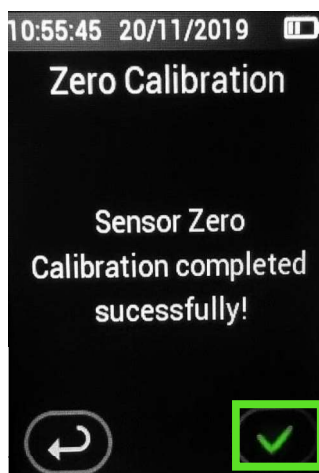 10:55:45 20/11/2019
Zero Calibration
Sensor Zero
Calibration completed
sucessfully!